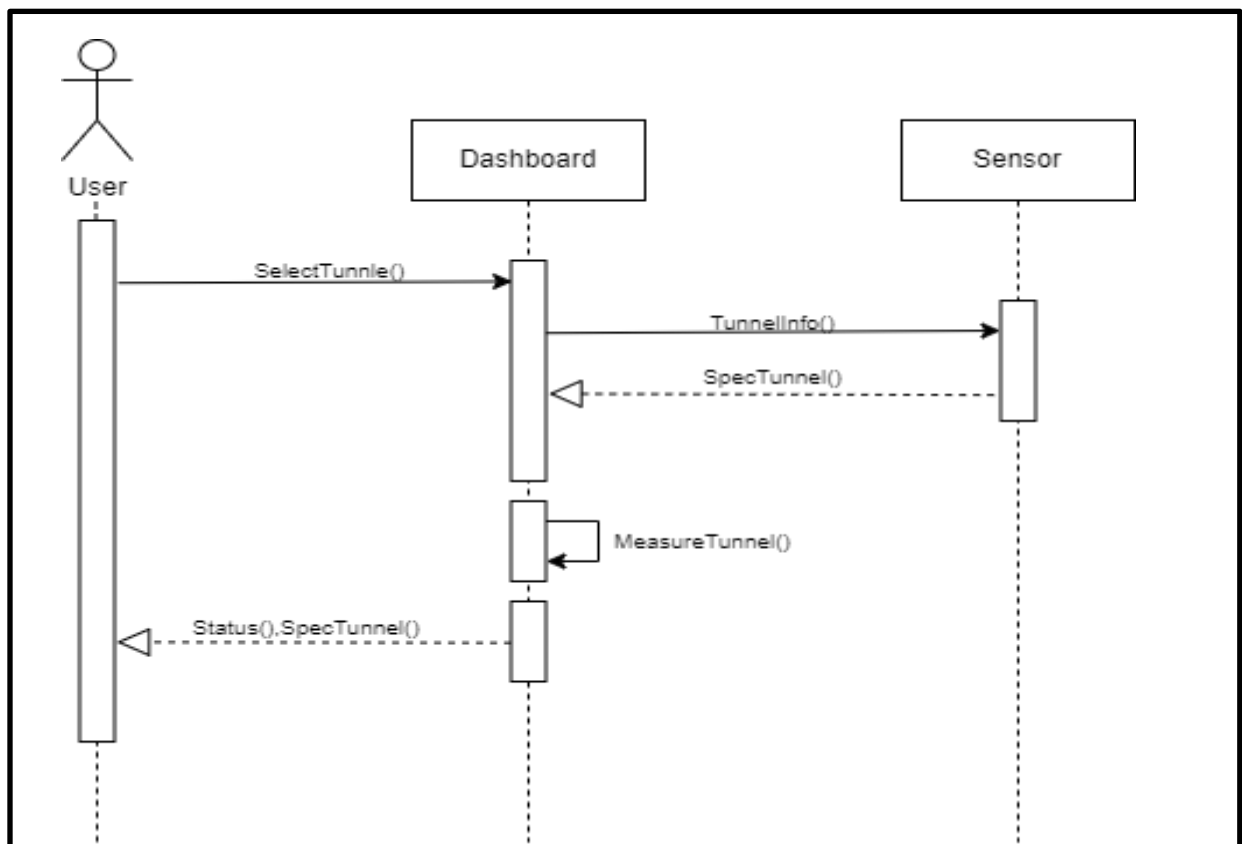 User
Dashboard
Sensor
SelectTunnle()
TunnelInfo()
SpecTunnel()
MeasureTunnel()
Status(),SpecTunnel()